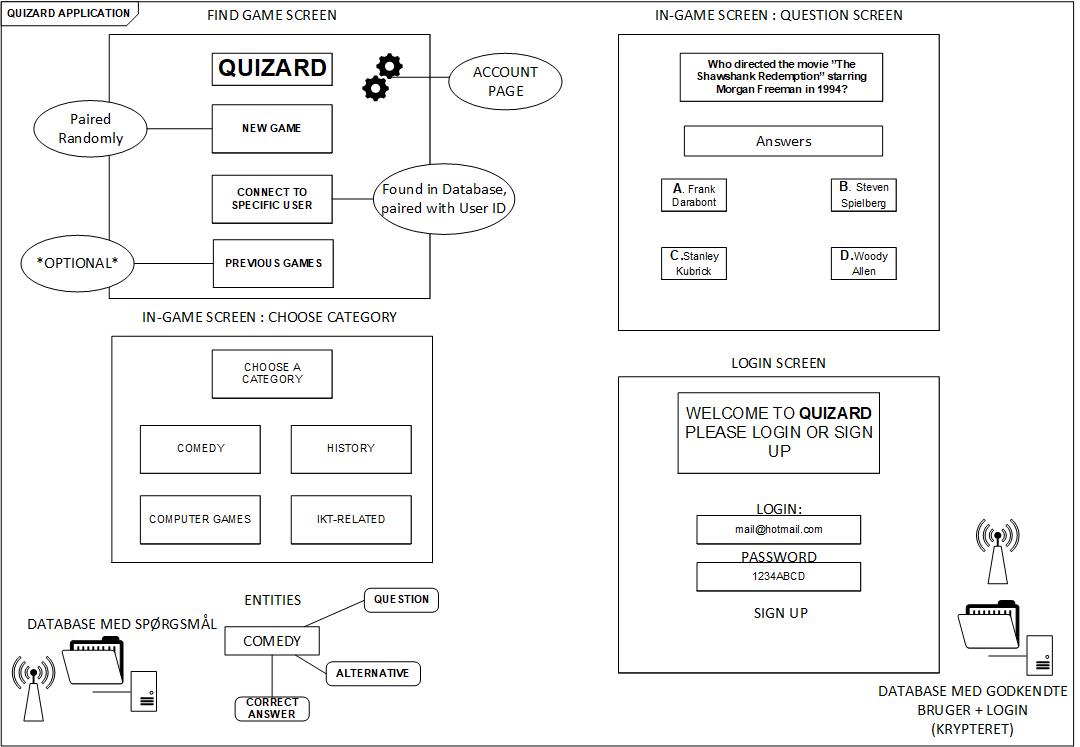 QUIZARD APPLICATION
FIND GAME SCREEN
QUIZARD
ACCOUNT
PAGE
Paired
Randomly
NEW GAME
CONNECT TO
SPECIFIC USER
Found in Database,
paired with User ID
*OPTIONAL*
PREVIOUS GAMES
IN-GAME SCREEN : QUESTION SCREEN
Who directed the movie ”The
Shawshank Redemption” starring
Morgan Freeman in 1994?
Answers
A. Frank
Darabont
B. Steven
Spielberg
C.Stanley
Kubrick
D.Woody
Allen
IN-GAME SCREEN : CHOOSE CATEGORY
CHOOSE A
CATEGORY
COMEDY
HISTORY
COMPUTER GAMES
IKT-RELATED
LOGIN SCREEN
WELCOME TO QUIZARD
PLEASE LOGIN OR SIGN
UP
LOGIN:
mail@hotmail.com
PASSWORD
1234ABCD
SIGN UP
DATABASE MED SPØRGSMÅL
ENTITIES
QUESTION
COMEDY
ALTERNATIVE
CORRECT
ANSWER
DATABASE MED GODKENDTE
BRUGER + LOGIN
(KRYPTERET)